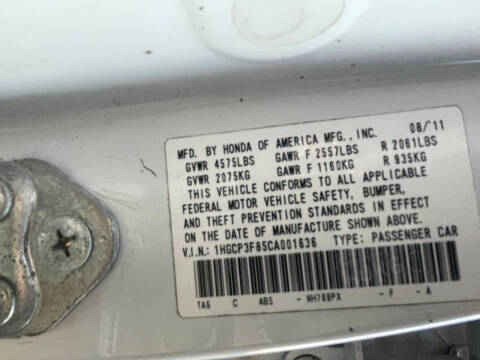 MFD. BY HONDA OF AMERICA MFG., INC. 08/'11
GVWR 4575LBS GAWR F 2557LBS R 2061LBS
GVWR 2075KG GAWR F 1160KG R 935KG
THIS VEHICLE CONFORMS TO ALL APPLICABLE
FEDERAL MOTOR VEHICLE SAFETY, BUMPER,
AND THEFT PREVENTION STANDARDS IN EFFECT
ON THE DATE OF MANUFACTURE SHOWN ABOVE.
V.I.N.: 1HGCP3F85CA001636 TYPE: PASSENGER CAR
TA6 C AB5 - NH788PX - F - A